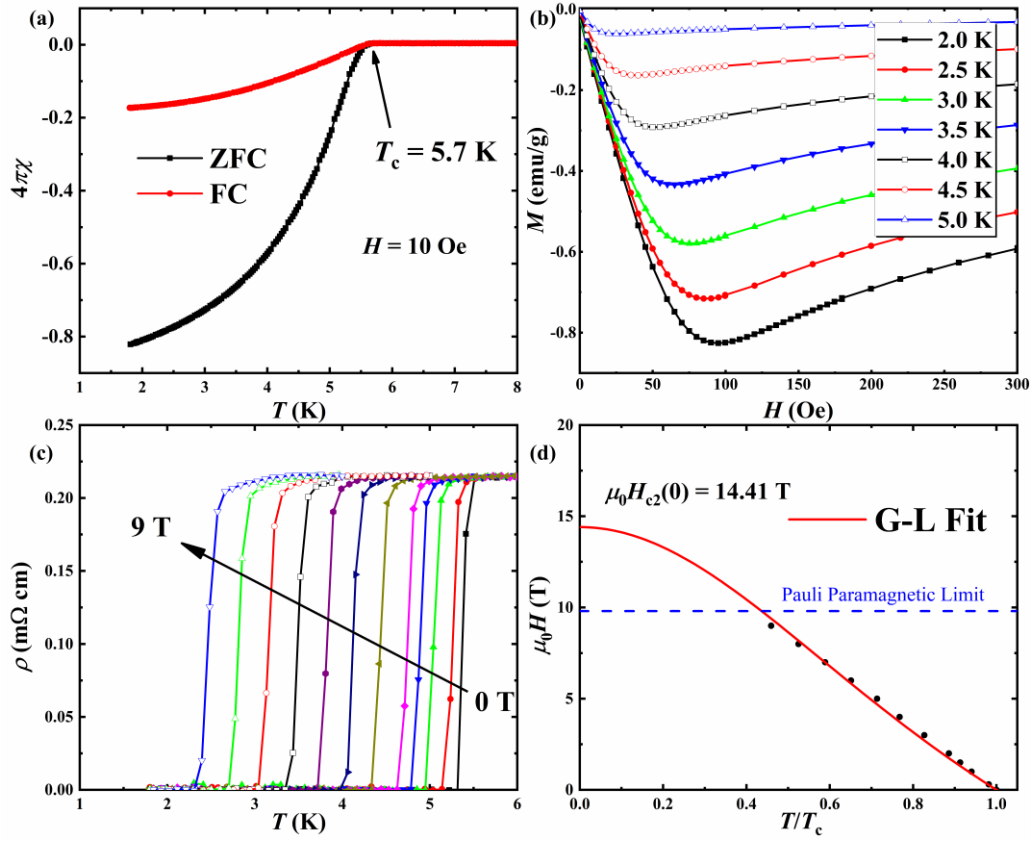 (a)
0.0
-0.2
-0.4
-0.6
-0.8
4πχ
ZFC
FC
T_c = 5.7 K
H = 10 Oe
1 2 3 4 5 6 7 8
T (K)
(b)
0.0
-0.2
-0.4
-0.6
-0.8
M (emu/g)
2.0 K
2.5 K
3.0 K
3.5 K
4.0 K
4.5 K
5.0 K
0 50 100 150 200 250 300
H (Oe)
(c)
0.25
0.20
0.15
0.10
0.05
0.00
ρ (mΩ cm)
9 T
0 T
2 3 4 5 6
T (K)
(d)
20
15
10
5
0
μ₀H (T)
μ₀H_c2(0) = 14.41 T
G-L Fit
Pauli Paramagnetic Limit
0.0 0.2 0.4 0.6 0.8 1.0
T/T_c